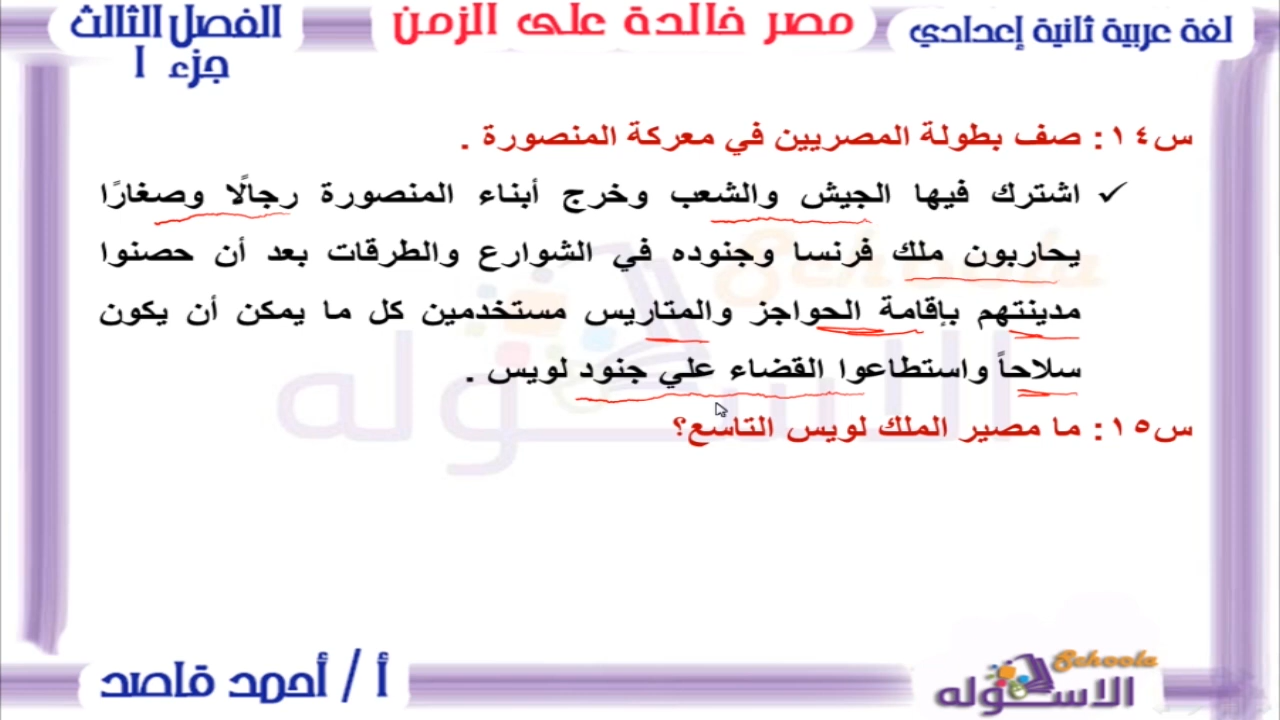 لغة عربية ثانية إعدادي
مصر خالدة على الزمن
الفصل الثالث
جزء ١
س١٤: صف بطولة المصريين في معركة المنصورة .
✓ اشترك فيها الجيش والشعب وخرج أبناء المنصورة رجالًا وصغارًا
يحاربون ملك فرنسا وجنوده في الشوارع والطرقات بعد أن حصنوا
مدينتهم بإقامة الحواجز والمتاريس مستخدمين كل ما يمكن أن يكون
سلاحاً واستطاعوا القضاء علي جنود لويس .
س١٥: ما مصير الملك لويس التاسع؟
أ / أحمد قاصد
Schoola
الاسكوله